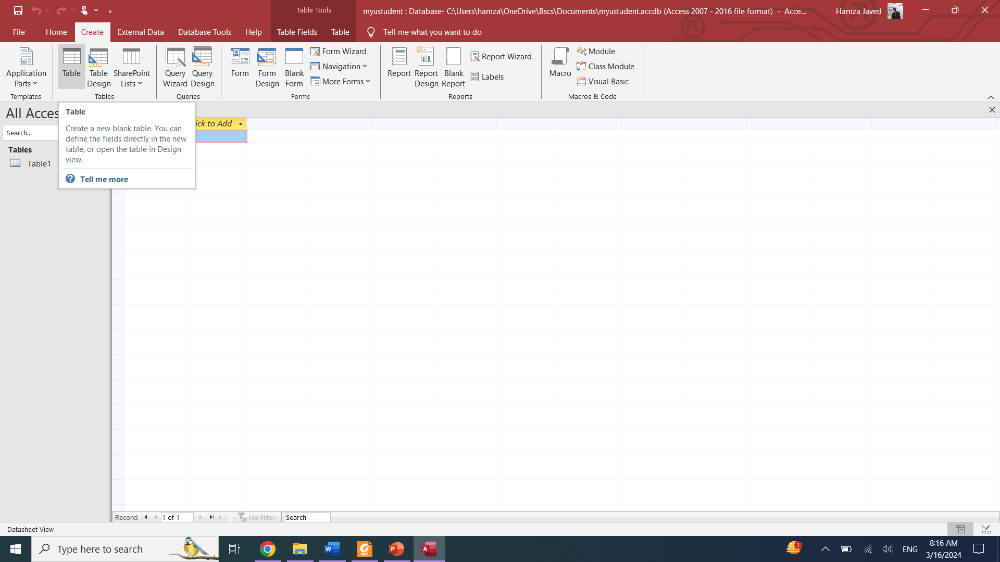 Table Tools
myustudent : Database- C:\Users\hamza\OneDrive\Bscs\Documents\myustudent.accdb (Access 2007 - 2016 file format) - Acce...
Hamza Javed
File Home Create External Data Database Tools Help Table Fields Table Tell me what you want to do
Application Parts
Templates
Table
Table Design
SharePoint Lists
Tables
Query Wizard
Query Design
Queries
Form
Form Design
Blank Form
Form Wizard
Navigation
More Forms
Forms
Report
Report Design
Blank Report
Report Wizard
Labels
Reports
Macro
Module
Class Module
Visual Basic
Macros & Code
All Acces
Search...
Tables
Table1
Table
Create a new blank table. You can
define the fields directly in the new
table, or open the table in Design
view.
Tell me more
ick to Add
Record: 1 of 1 No Filter Search
Datasheet View
Type here to search
W
PDF
P
A
1
ENG
8:16 AM
3/16/2024